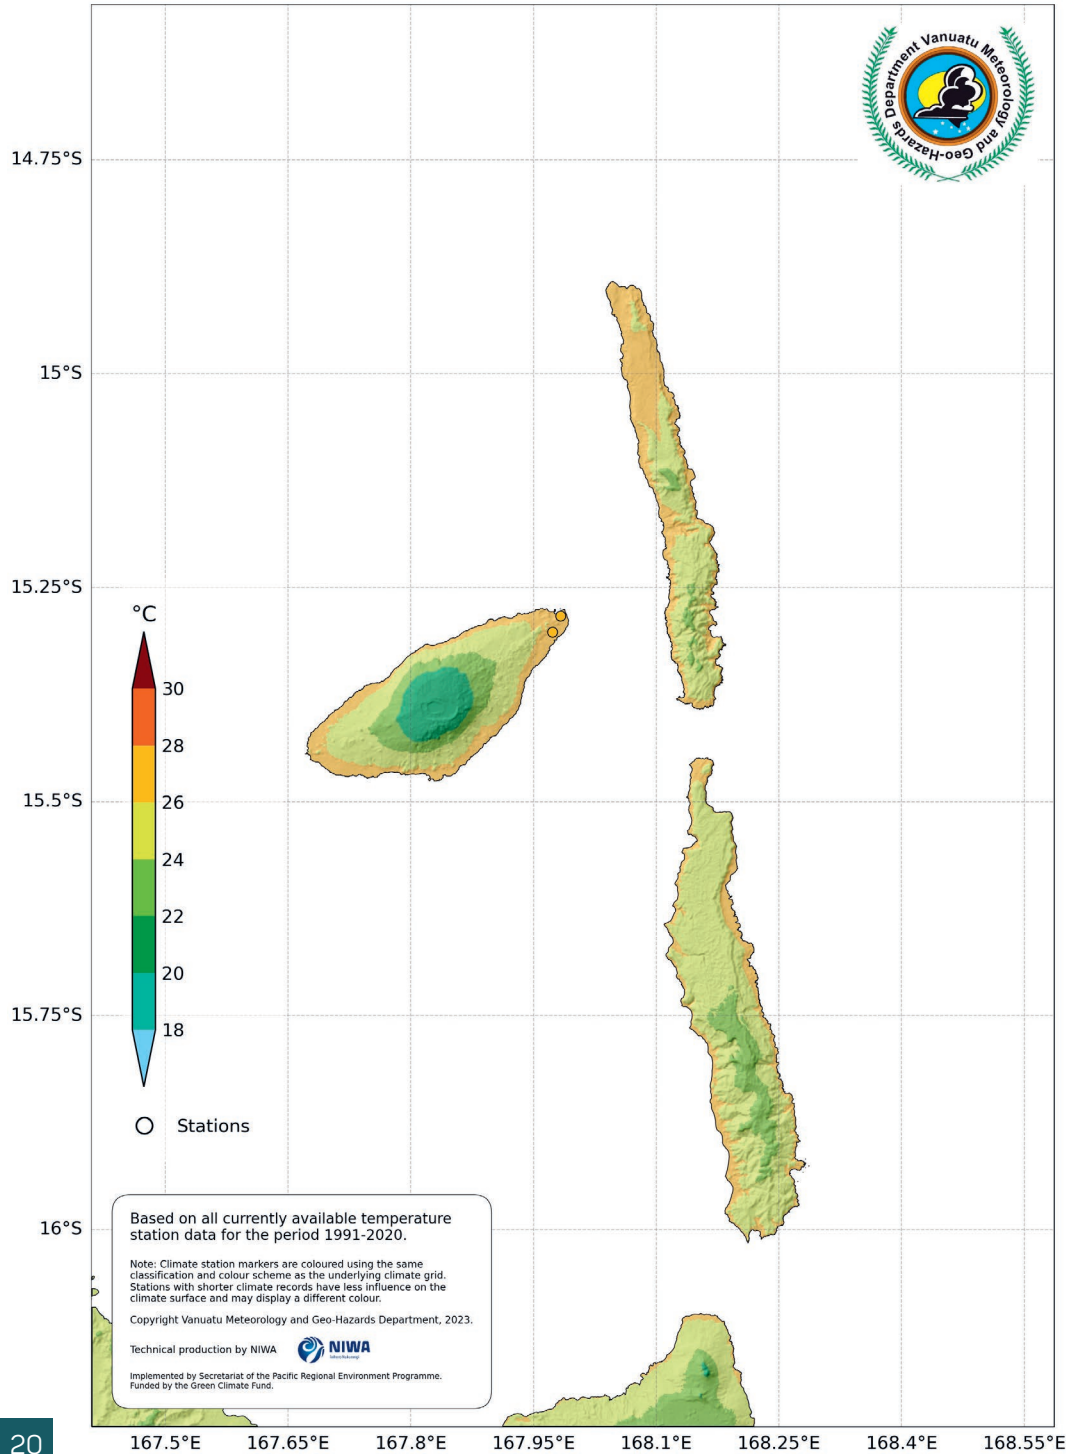 Vanuatu Meteorology and Geo-Hazards Department
14.75°S
15°S
15.25°S
15.5°S
15.75°S
16°S
°C
30
28
26
24
22
20
18
Stations
Based on all currently available temperature
station data for the period 1991-2020.
Note: Climate station markers are coloured using the same
classification and colour scheme as the underlying climate grid.
Stations with shorter climate records have less influence on the
climate surface and may display a different colour.
Copyright Vanuatu Meteorology and Geo-Hazards Department, 2023.
Technical production by NIWA
NIWA
Implemented by Secretariat of the Pacific Regional Environment Programme.
Funded by the Green Climate Fund.
167.5°E 167.65°E 167.8°E 167.95°E 168.1°E 168.25°E 168.4°E 168.55°E
20